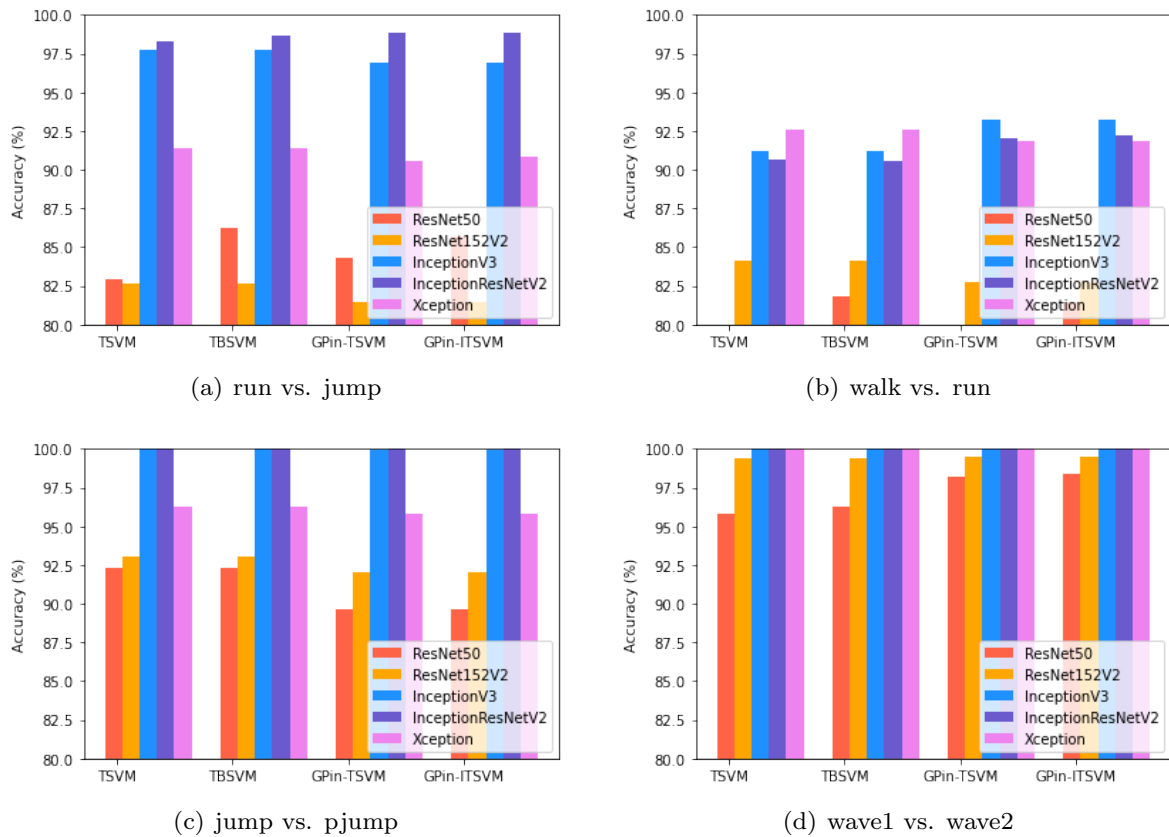 100.0
97.5
95.0
92.5
90.0
87.5
85.0
82.5
80.0
Accuracy (%)
TSVM TBSVM GPin-TSVM GPin-ITSVM
ResNet50
ResNet152V2
InceptionV3
InceptionResNetV2
Xception
(a) run vs. jump
100.0
97.5
95.0
92.5
90.0
87.5
85.0
82.5
80.0
Accuracy (%)
TSVM TBSVM GPin-TSVM GPin-ITSVM
ResNet50
ResNet152V2
InceptionV3
InceptionResNetV2
Xception
(b) walk vs. run
100.0
97.5
95.0
92.5
90.0
87.5
85.0
82.5
80.0
Accuracy (%)
TSVM TBSVM GPin-TSVM GPin-ITSVM
ResNet50
ResNet152V2
InceptionV3
InceptionResNetV2
Xception
(c) jump vs. pjump
100.0
97.5
95.0
92.5
90.0
87.5
85.0
82.5
80.0
Accuracy (%)
TSVM TBSVM GPin-TSVM GPin-ITSVM
ResNet50
ResNet152V2
InceptionV3
InceptionResNetV2
Xception
(d) wave1 vs. wave2